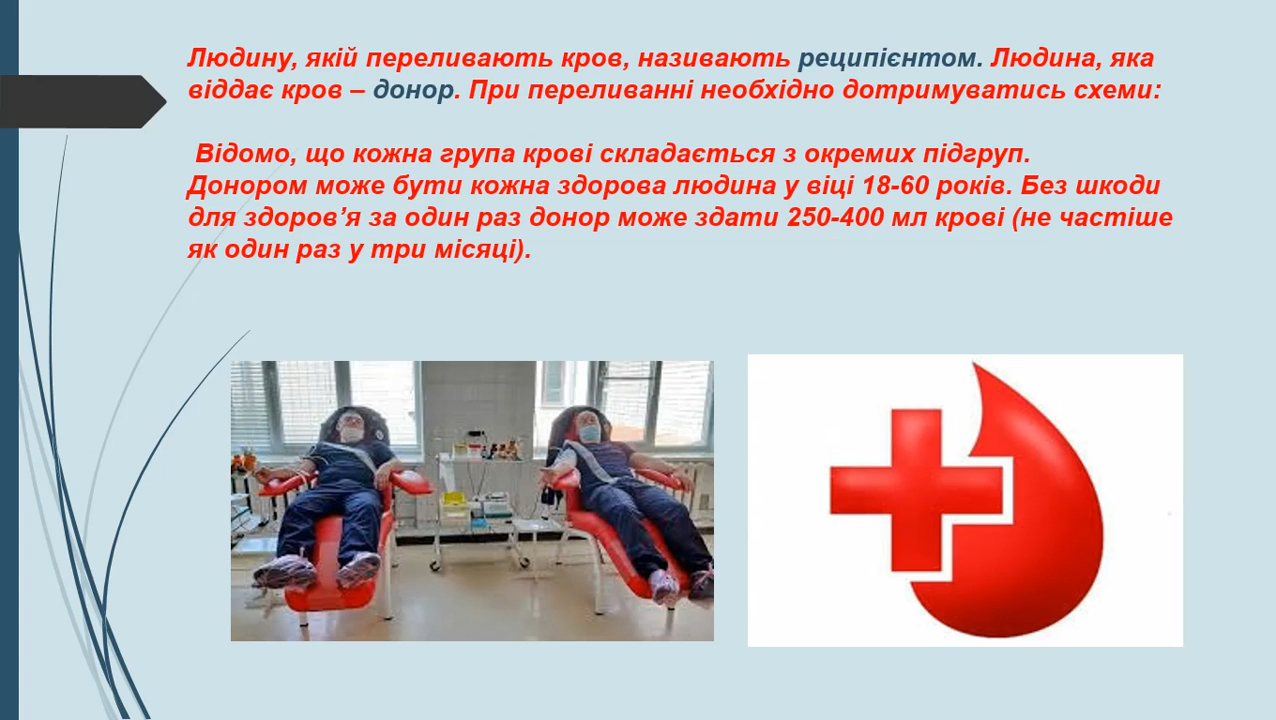 Людину, якій переливають кров, називають реципієнтом. Людина, яка
віддає кров – донор. При переливанні необхідно дотримуватись схеми:
Відомо, що кожна група крові складається з окремих підгруп.
Донором може бути кожна здорова людина у віці 18-60 років. Без шкоди
для здоров’я за один раз донор може здати 250-400 мл крові (не частіше
як один раз у три місяці).